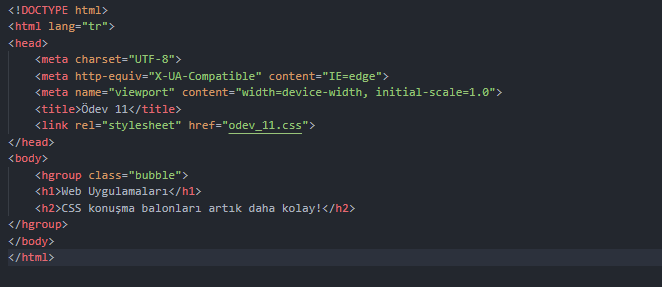 <!DOCTYPE html>
<html lang="tr">
<head>
    <meta charset="UTF-8">
    <meta http-equiv="X-UA-Compatible" content="IE=edge">
    <meta name="viewport" content="width=device-width, initial-scale=1.0">
    <title>Ödev 11</title>
    <link rel="stylesheet" href="odev_11.css">
</head>
<body>
    <hgroup class="bubble">
    <h1>Web Uygulamaları</h1>
    <h2>CSS konuşma balonları artık daha kolay!</h2>
</hgroup>
</body>
</html>